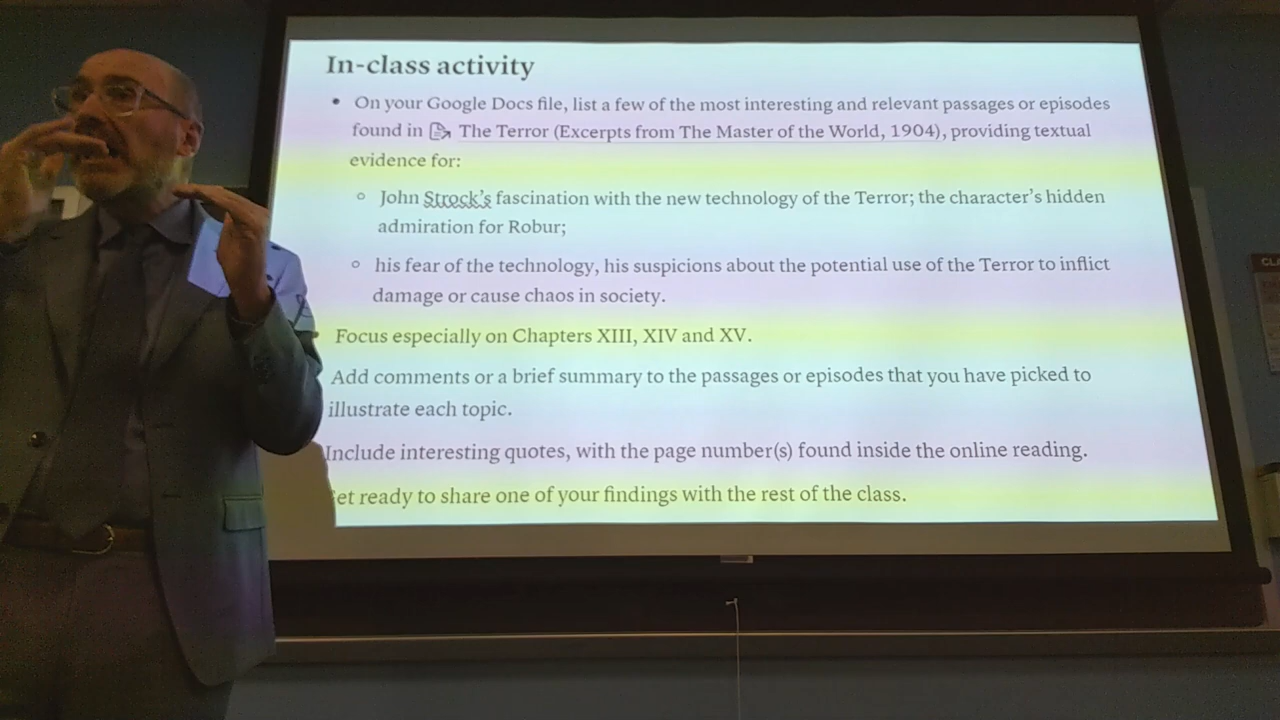 In-class activity
• On your Google Docs file, list a few of the most interesting and relevant passages or episodes
found in The Terror (Excerpts from The Master of the World, 1904), providing textual
evidence for:
○ John Strock's fascination with the new technology of the Terror; the character's hidden
admiration for Robur;
○ his fear of the technology, his suspicions about the potential use of the Terror to inflict
damage or cause chaos in society.
Focus especially on Chapters XIII, XIV and XV.
Add comments or a brief summary to the passages or episodes that you have picked to
illustrate each topic.
Include interesting quotes, with the page number(s) found inside the online reading.
et ready to share one of your findings with the rest of the class.
CLA